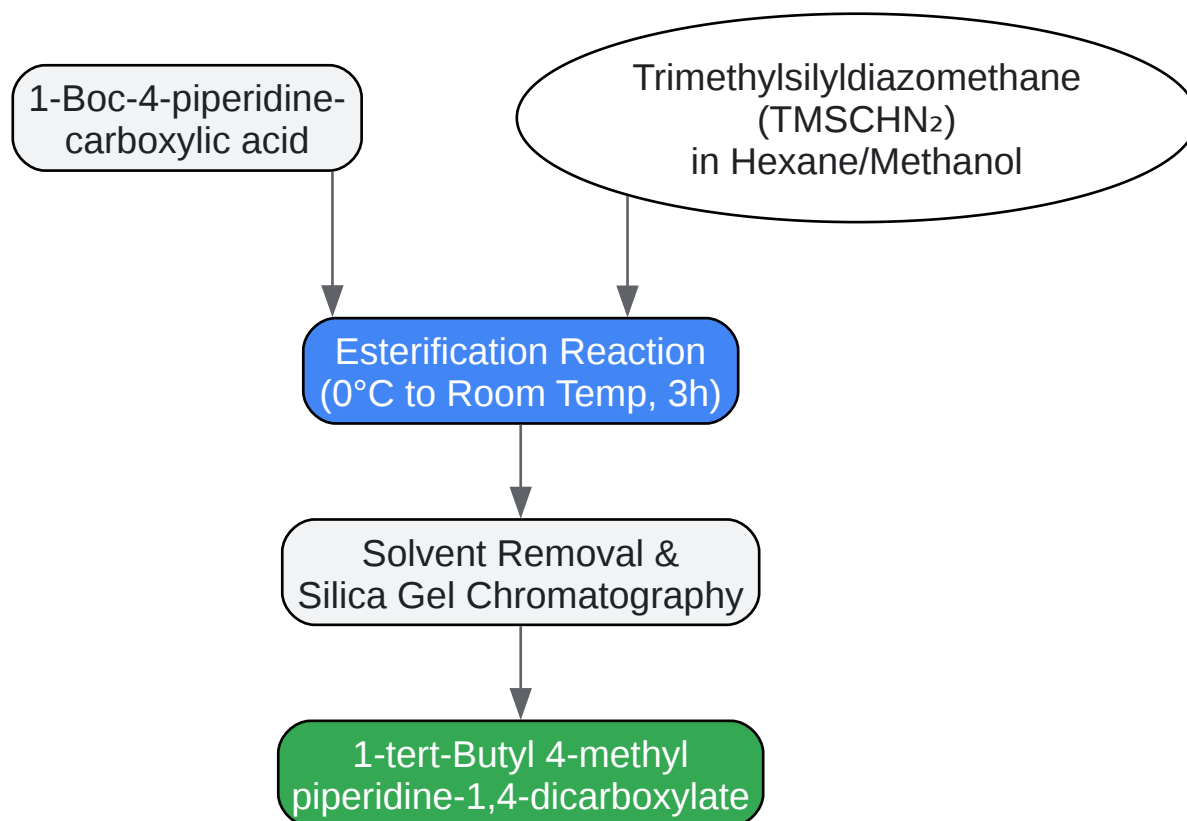 1-Boc-4-piperidine-
carboxylic acid
Trimethylsilyldiazomethane
(TMSCHN₂)
in Hexane/Methanol
Esterification Reaction
(0°C to Room Temp, 3h)
Solvent Removal &
Silica Gel Chromatography
1-tert-Butyl 4-methyl
piperidine-1,4-dicarboxylate